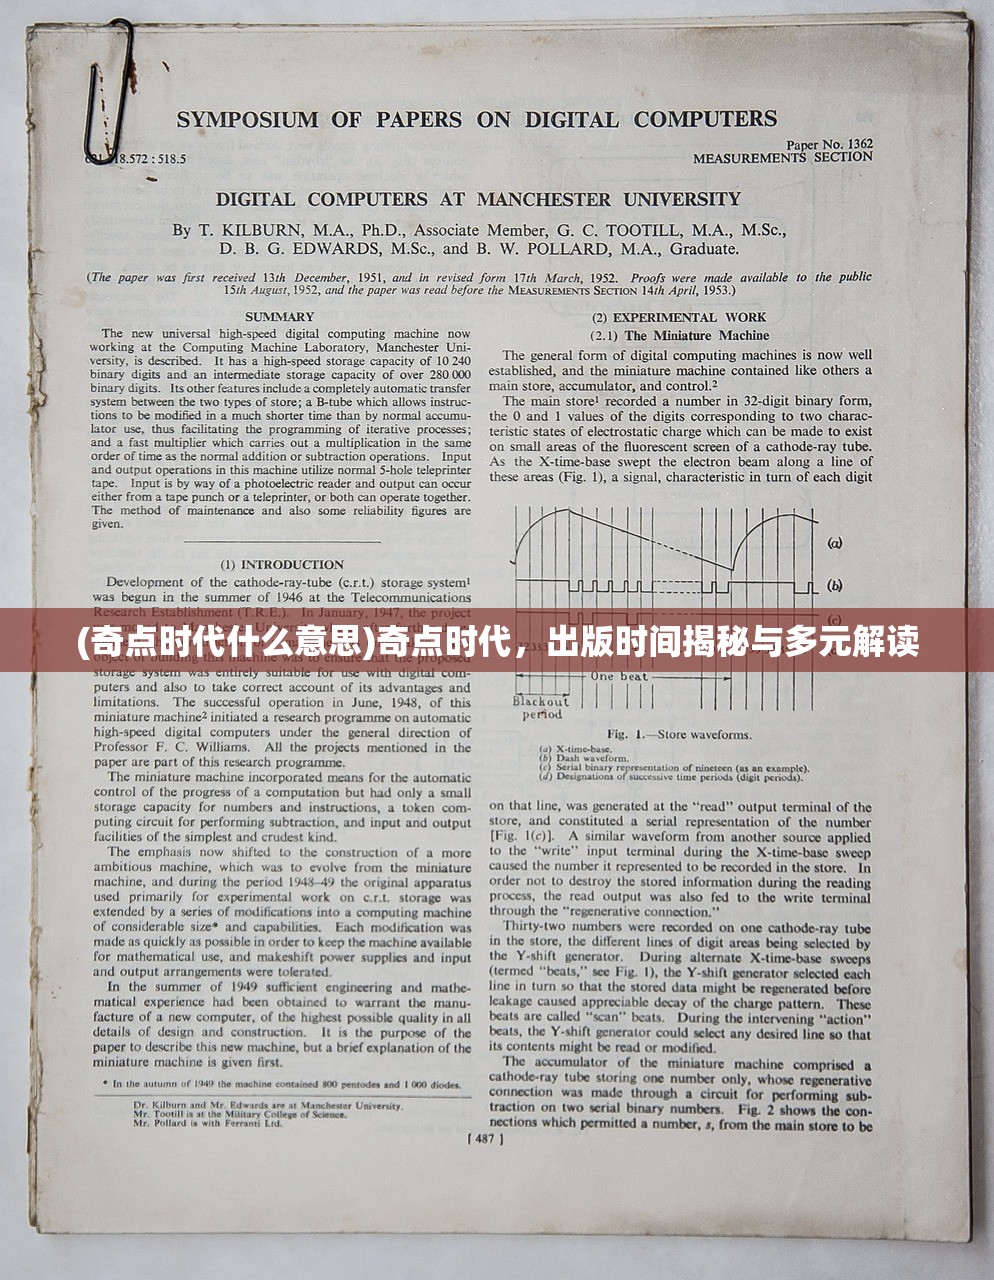 SYMPOSIUM OF PAPERS ON DIGITAL COMPUTERS
18.572 : 518.5
Paper No. 1362
MEASUREMENTS SECTION
DIGITAL COMPUTERS AT MANCHESTER UNIVERSITY
By T. KILBURN, M.A., Ph.D., Associate Member, G. C. TOOTILL, M.A., M.Sc.,
D. B. G. EDWARDS, M.Sc., and B. W. POLLARD, M.A., Graduate.
(The paper was first received 13th December, 1951, and in revised form 17th March, 1952. Proofs were made available to the public
15th August, 1952, and the paper was read before the MEASUREMENTS SECTION 14th April, 1953.)
SUMMARY
The new universal high-speed digital computing machine now
working at the Computing Machine Laboratory, Manchester Uni-
versity, is described. It has a high-speed storage capacity of 10 240
binary digits and an intermediate storage capacity of over 280 000
binary digits. Its other features include a completely automatic transfer
system between the two types of store; a B-tube which allows instruc-
tions to be modified in a much shorter time than by normal accumu-
lator use, thus facilitating the programming of iterative processes;
and a fast multiplier which carries out a multiplication in the same
order of time as the normal addition or subtraction operations. Input
and output operations in this machine utilize normal 5-hole teleprinter
tape. Input is by way of a photoelectric reader and output can occur
either from a tape punch or a teleprinter, or both can operate together.
The method of maintenance and also some reliability figures are
given.
(1) INTRODUCTION
Development of the cathode-ray-tube (c.r.t.) storage system¹
was begun in the summer of 1946 at the Telecommunications
Research Establishment (T.R.E.). In January, 1947, the project
(奇点时代什么意思)奇点时代，出版时间揭秘与多元解读
object of building this machine was to ensure that the proposed
storage system was entirely suitable for use with digital com-
puters and also to take correct account of its advantages and
limitations. The successful operation in June, 1948, of this
miniature machine² initiated a research programme on automatic
high-speed digital computers under the general direction of
Professor F. C. Williams. All the projects mentioned in the
paper are part of this research programme.
The miniature machine incorporated means for the automatic
control of the progress of a computation but had only a small
storage capacity for numbers and instructions, a token com-
puting circuit for performing subtraction, and input and output
facilities of the simplest and crudest kind.
The emphasis now shifted to the construction of a more
ambitious machine, which was to evolve from the miniature
machine, and during the period 1948–49 the original apparatus
used primarily for experimental work on c.r.t. storage was
extended by a series of modifications into a computing machine
of considerable size* and capabilities. Each modification was
made as quickly as possible in order to keep the machine available
for mathematical use, and makeshift power supplies and input
and output arrangements were tolerated.
In the summer of 1949 sufficient engineering and mathe-
matical experience had been obtained to warrant the manu-
facture of a new computer, of the highest possible quality in all
details of design and construction. It is the purpose of the
paper to describe this new machine, but a brief explanation of the
miniature machine is given first.
* In the autumn of 1949 the machine contained 800 pentodes and 1 000 diodes.
Dr. Kilburn and Mr. Edwards are at Manchester University.
Mr. Tootill is at the Military College of Science.
Mr. Pollard is with Ferranti Ltd.
(2) EXPERIMENTAL WORK
(2.1) The Miniature Machine
The general form of digital computing machines is now well
established, and the miniature machine contained like others a
main store, accumulator, and control.²
The main store¹ recorded a number in 32-digit binary form,
the 0 and 1 values of the digits corresponding to two charac-
teristic states of electrostatic charge which can be made to exist
on small areas of the fluorescent screen of a cathode-ray tube.
As the X-time-base swept the electron beam along a line of
these areas (Fig. 1), a signal, characteristic in turn of each digit
(a)
(b)
(c)
One beat
Blackout
period
Fig. 1.—Store waveforms.
(a) X-time-base.
(b) Dash waveform.
(c) Serial binary representation of nineteen (as an example).
(d) Designations of successive time periods (digit periods).
on that line, was generated at the "read" output terminal of the
store, and constituted a serial representation of the number
[Fig. 1(c)]. A similar waveform from another source applied
to the "write" input terminal during the X-time-base sweep
caused the number it represented to be recorded in the store. In
order not to destroy the stored information during the reading
process, the read output was also fed to the write terminal
through the "regenerative connection."
Thirty-two numbers were recorded on one cathode-ray tube
in the store, the different lines of digit areas being selected by
the Y-shift generator. During alternate X-time-base sweeps
(termed "beats," see Fig. 1), the Y-shift generator selected each
line in turn so that the stored data might be regenerated before
leakage caused appreciable decay of the charge pattern. These
beats are called "scan" beats. During the intervening "action"
beats, the Y-shift generator could select any desired line so that
its contents might be read or modified.
The accumulator of the miniature machine comprised a
cathode-ray tube storing one number only, whose regenerative
connection was made through a circuit for performing sub-
traction on two serial binary numbers. Fig. 2 shows the con-
nections which permitted a number, s, from the main store to be
[ 487 ]